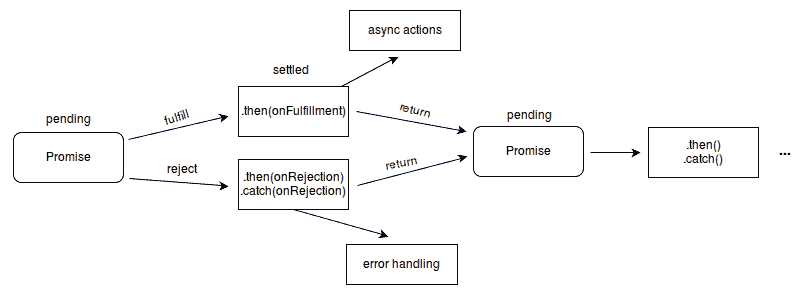 async actions
settled
pending
fulfill
.then(onFulfillment)
return
pending
Promise
reject
.then(onRejection)
.catch(onRejection)
return
Promise
.then()
.catch()
...
error handling